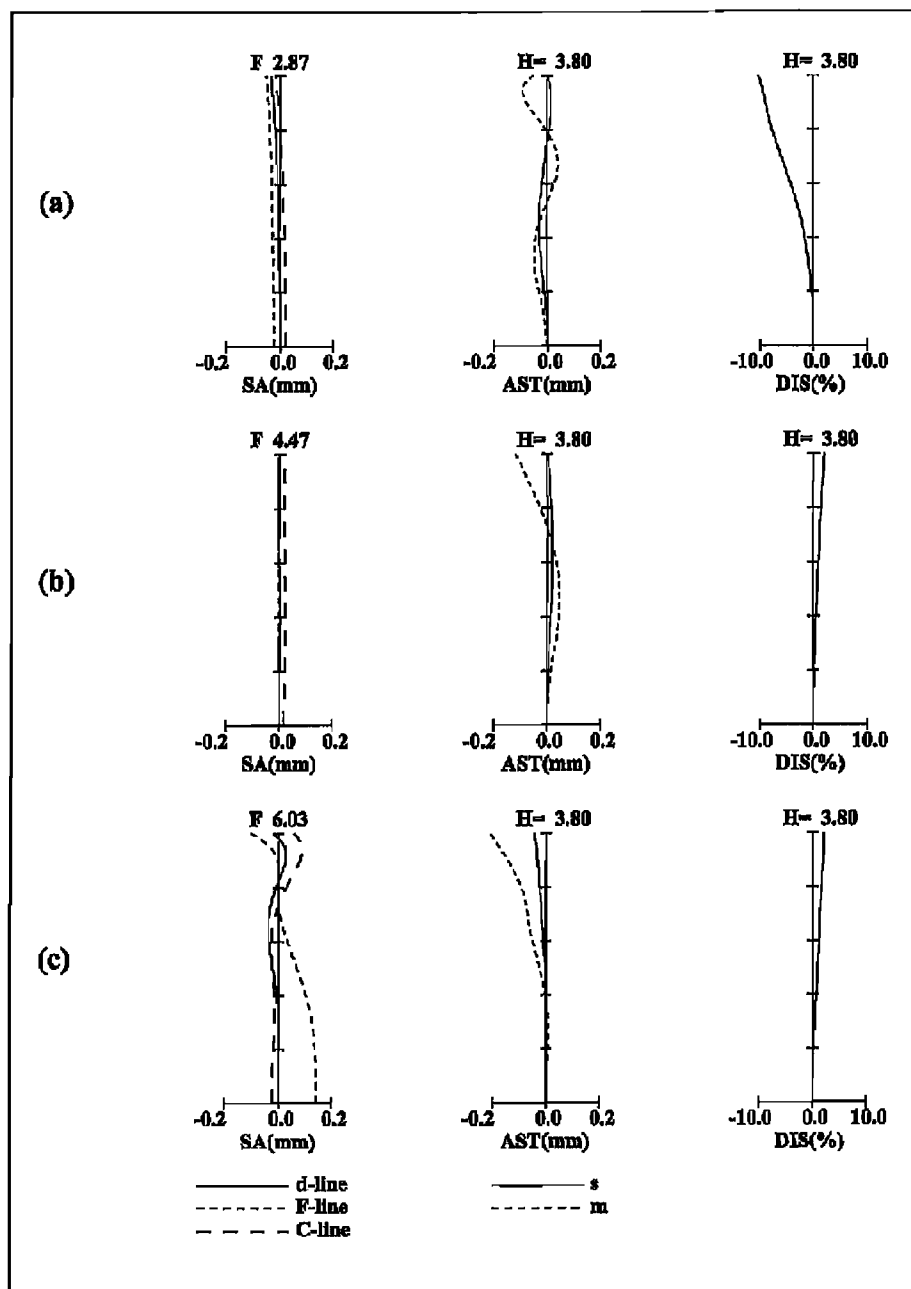 F 2.87 H= 3.80 H= 3.80
(a)
-0.2 0.0 0.2 -0.2 0.0 0.2 -10.0 0.0 10.0
SA(mm) AST(mm) DIS(%)
F 4.47 H= 3.80 H= 3.80
(b)
-0.2 0.0 0.2 -0.2 0.0 0.2 -10.0 0.0 10.0
SA(mm) AST(mm) DIS(%)
F 6.03 H= 3.80 H= 3.80
(c)
-0.2 0.0 0.2 -0.2 0.0 0.2 -10.0 0.0 10.0
SA(mm) AST(mm) DIS(%)
d-line s
F-line m
C-line